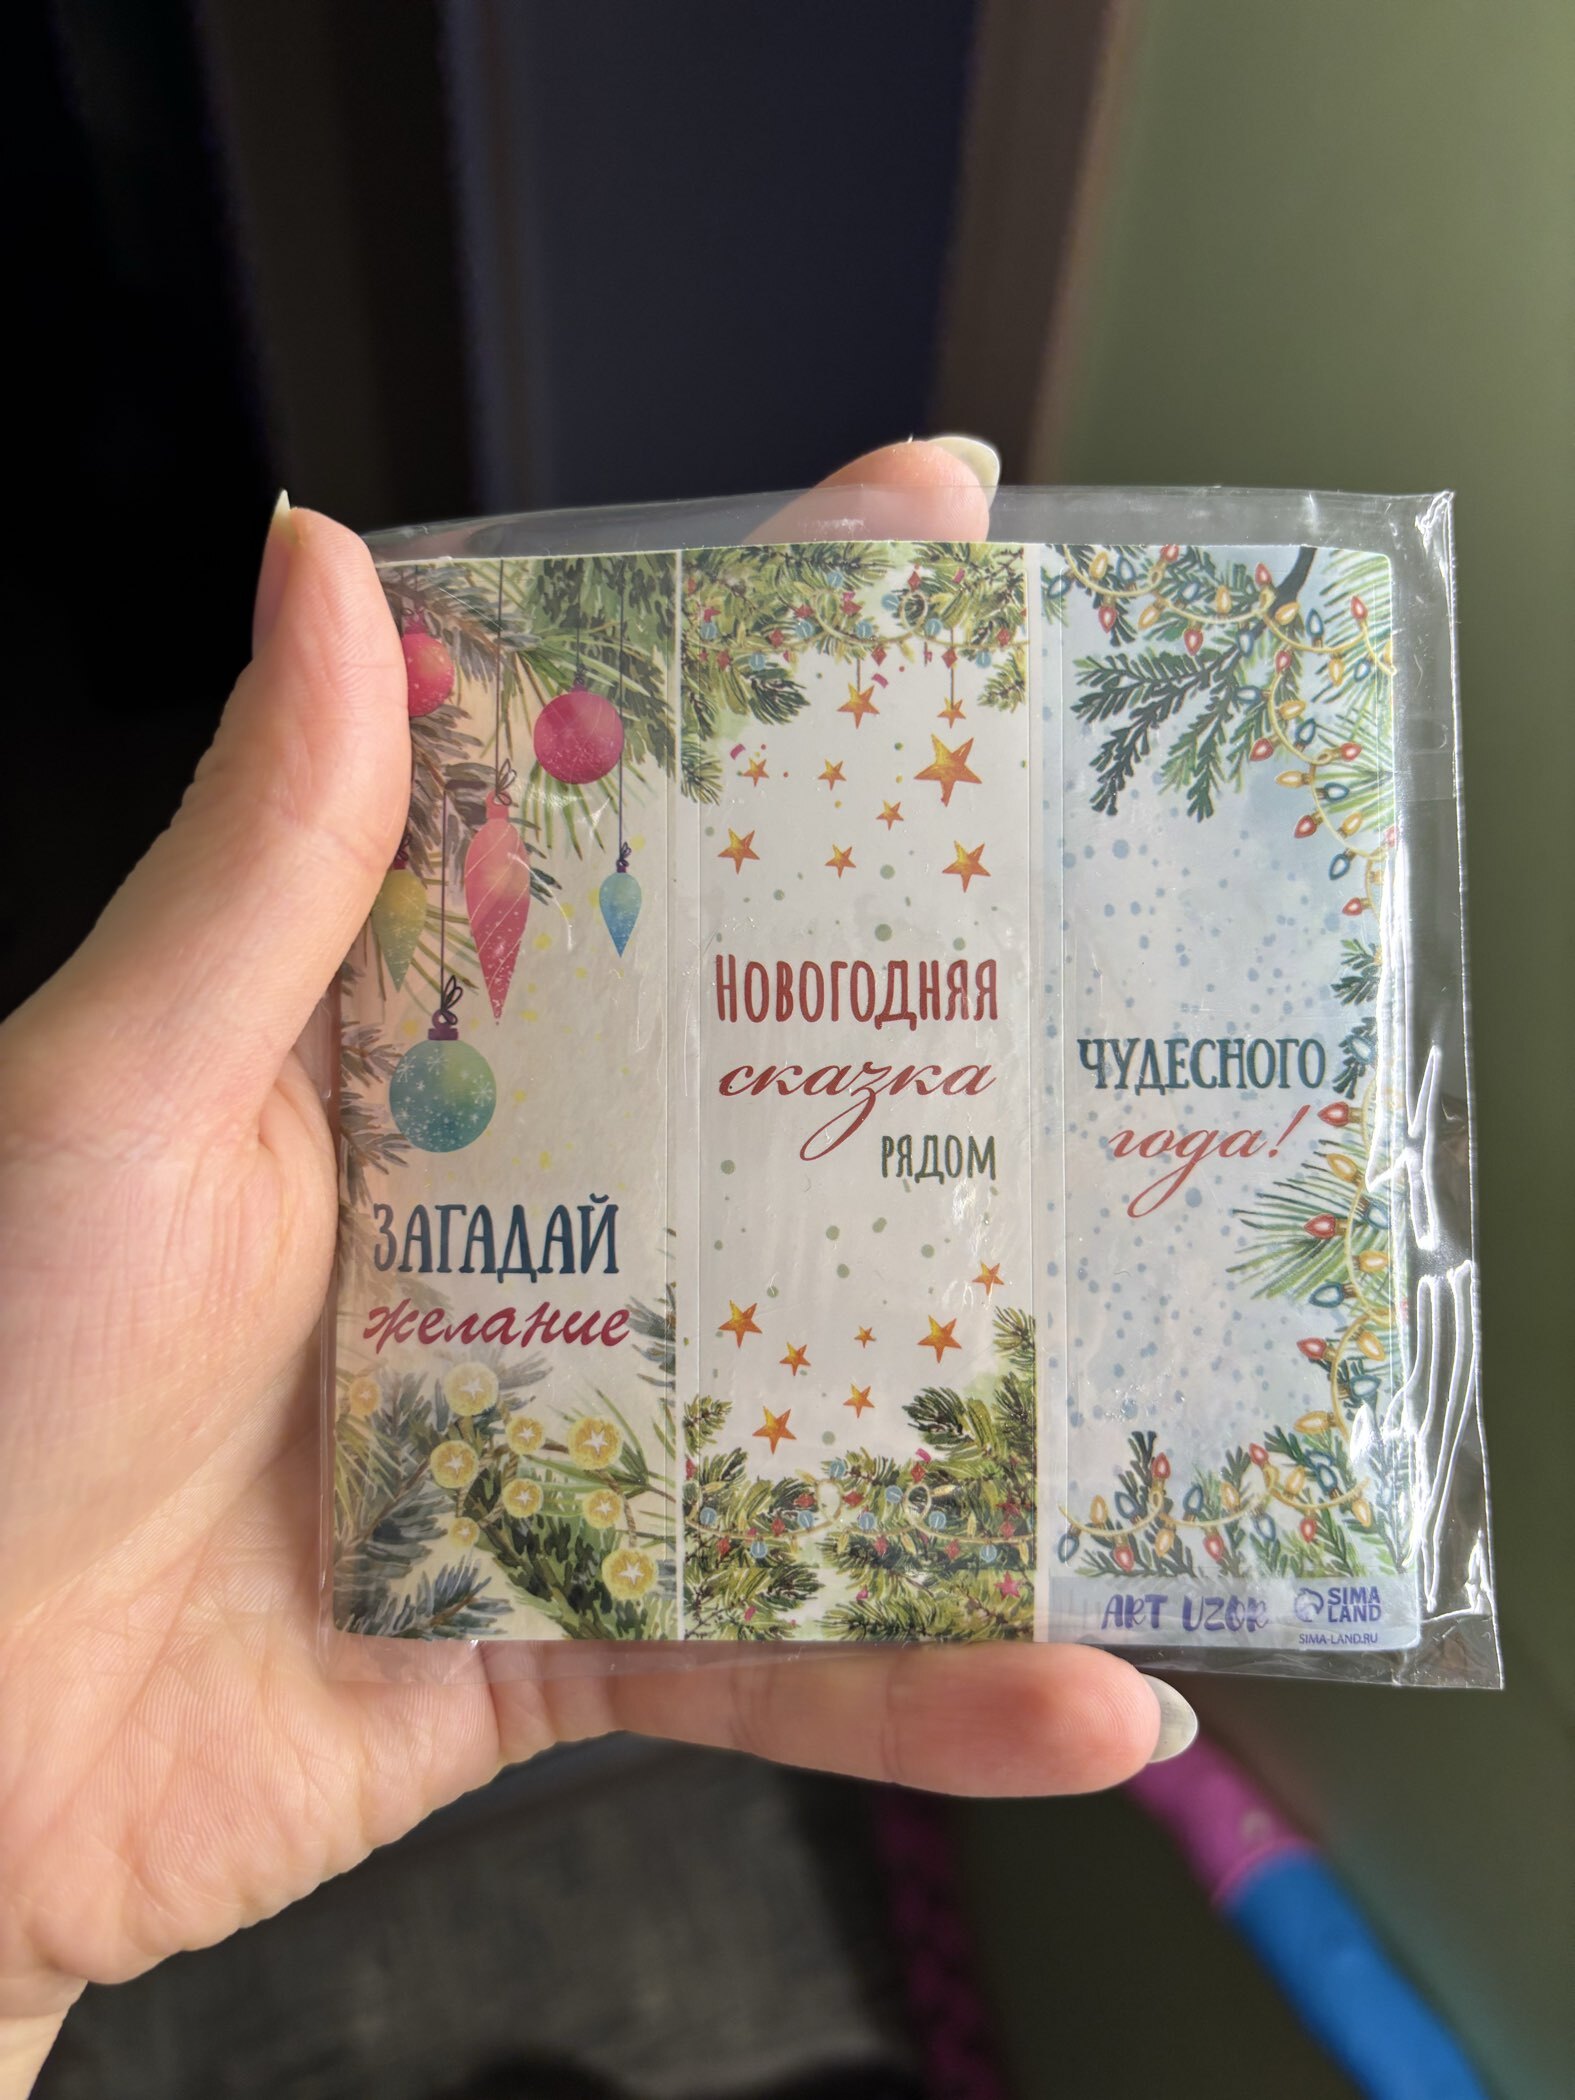 ЗАГАДАЙ
желание
НОВОГОДНЯЯ
сказка
РЯДОМ
ЧУДЕСНОГО
года!
ART UZOR
SIMA
LAND
SIMA-LAND.RU